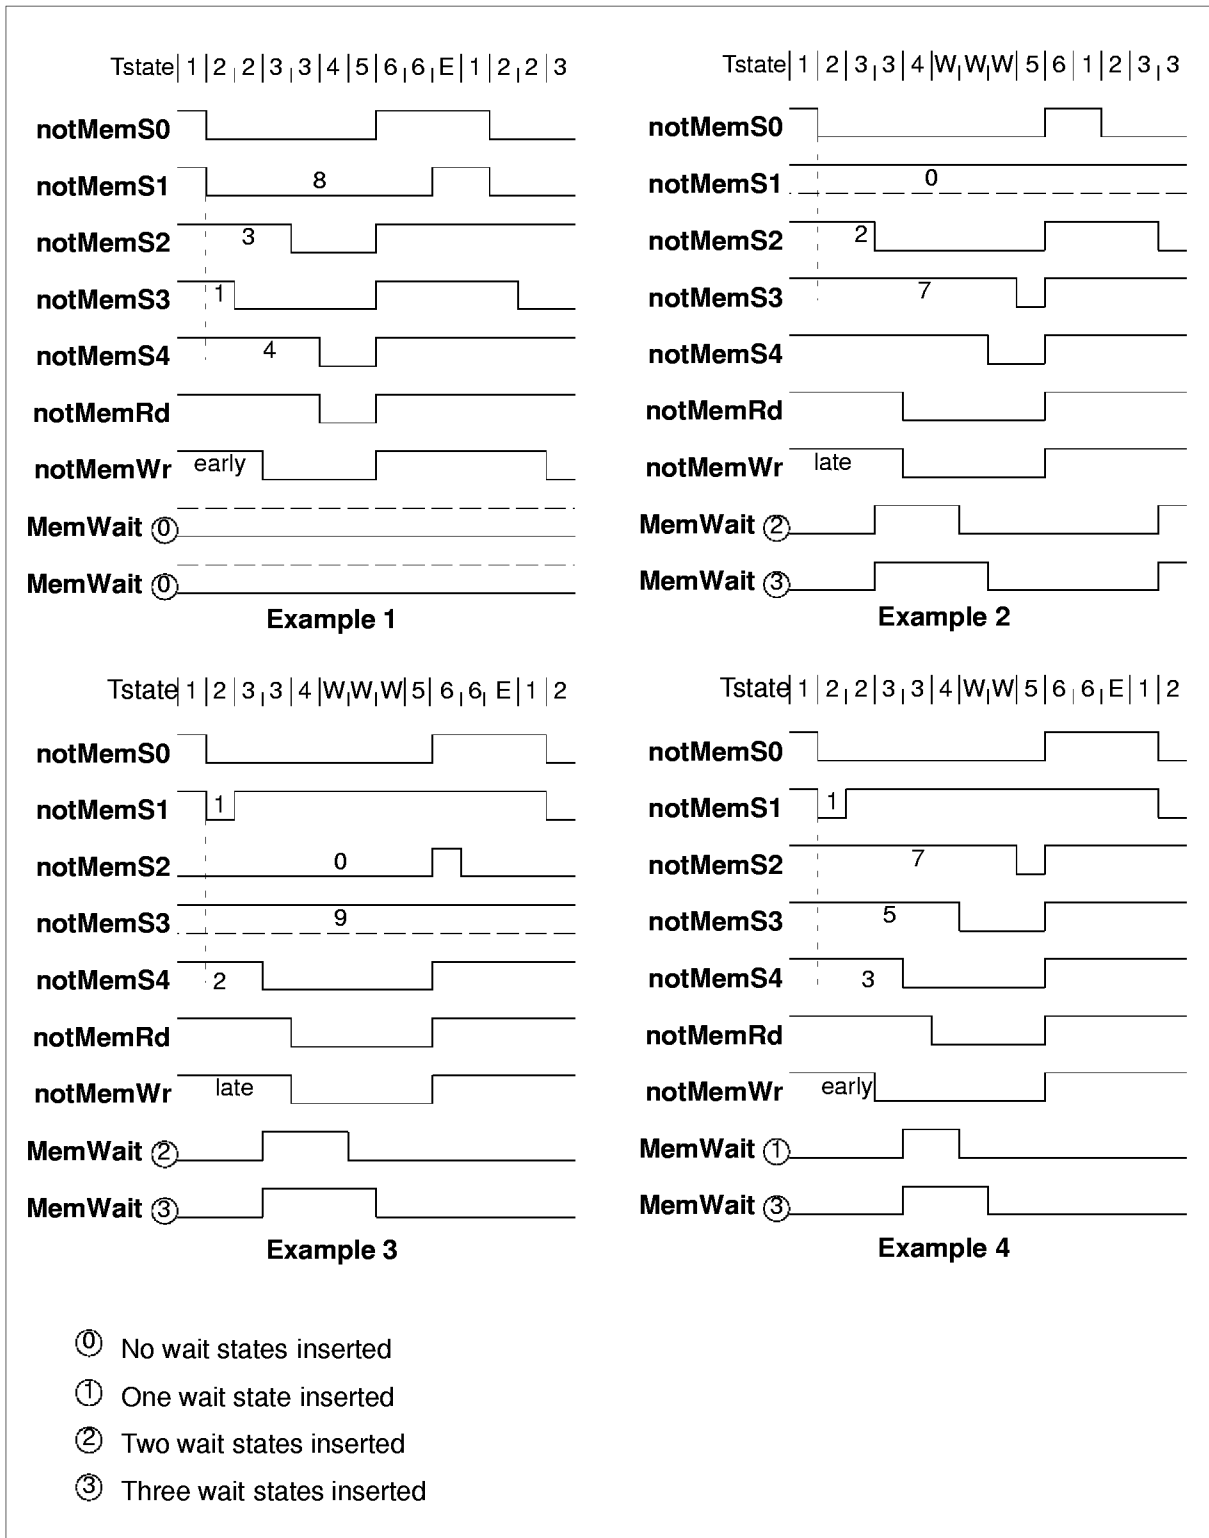 Tstate 1 2 2 3 3 4 5 6 6 E 1 2 2 3
notMemS0
notMemS1 8
notMemS2 3
notMemS3 1
notMemS4 4
notMemRd
notMemWr early
MemWait 0
MemWait 0
Example 1
Tstate 1 2 3 3 4 W W W 5 6 1 2 3 3
notMemS0
notMemS1 0
notMemS2 2
notMemS3 7
notMemS4
notMemRd
notMemWr late
MemWait 2
MemWait 3
Example 2
Tstate 1 2 3 3 4 W W W 5 6 6 E 1 2
notMemS0
notMemS1 1
notMemS2 0
notMemS3 9
notMemS4 2
notMemRd
notMemWr late
MemWait 2
MemWait 3
Example 3
Tstate 1 2 2 3 3 4 W W 5 6 6 E 1 2
notMemS0
notMemS1 1
notMemS2 7
notMemS3 5
notMemS4 3
notMemRd
notMemWr early
MemWait 1
MemWait 3
Example 4
0 No wait states inserted
1 One wait state inserted
2 Two wait states inserted
3 Three wait states inserted